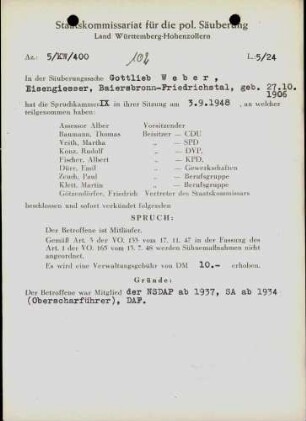 Staatskommissariat für die pol. Säuberung
Land Württemberg-Hohenzollern
Az.: 5/KW/400 102 L-5/24
In der Säuberungssache Gottlieb Weber,
Eisengiesser, Baiersbronn-Friedrichstal, geb. 27.10.
1906
hat die Spruchkammer IX in ihrer Sitzung am 3.9.1948, an welcher
teilgenommen haben:
Assessor Alber Vorsitzender
Baumann, Thomas Beisitzer — CDU
Vrith, Martha „ — SPD
Konz, Rudolf „ — DVP,
Fischer, Albert „ — KPD,
Dürr, Emil „ — Gewerkschaften
Zeuch, Paul „ — Berufsgruppe
Klett, Martin „ — Berufsgruppe
Götzendörfer, Friedrich Vertreter des Staatskommissars
beschlossen und sofort verkündet folgenden
SPRUCH:
Der Betroffene ist Mitläufer.
Gemäß Art. 3 der VO. 133 vom 17. 11. 47 in der Fassung des
Art. 1 der VO. 165 vom 13. 7. 48 werden Sühnemaßnahmen nicht
angeordnet.
Es wird eine Verwaltungsgebühr von DM 10.- erhoben.
Gründe:
Der Betroffene war Mitglied der NSDAP ab 1937, SA ab 1934
(Oberscharführer), DAF.